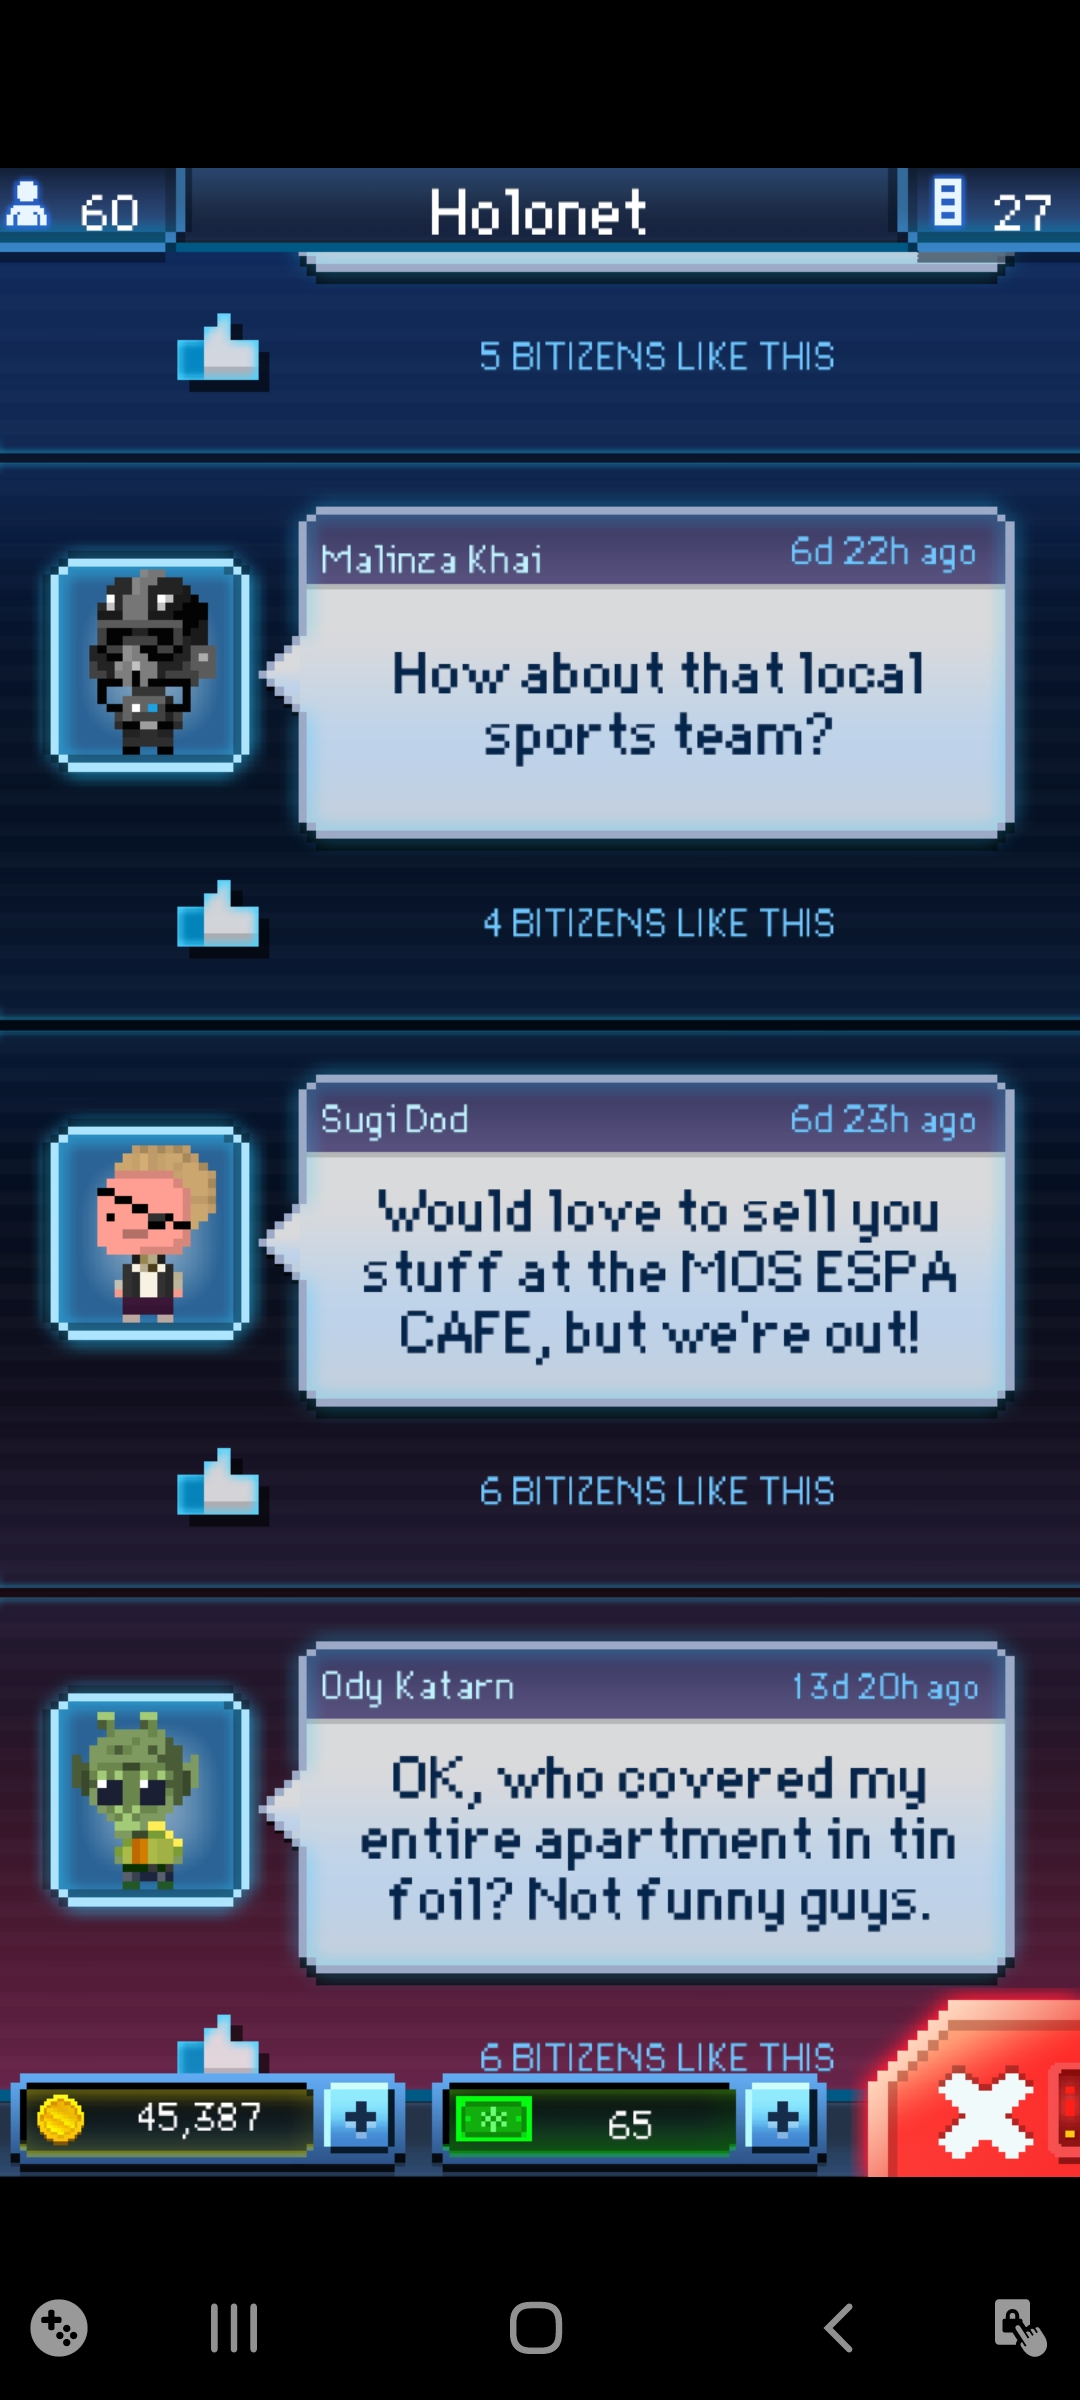 60
Holonet
27
5 BITIZENS LIKE THIS
Malinza Khai
6d 22h ago
How about that local
sports team?
4 BITIZENS LIKE THIS
Sugi Dod
6d 23h ago
Would love to sell you
stuff at the MOS ESPA
CAFE, but we're out!
6 BITIZENS LIKE THIS
Ody Katarn
13d 20h ago
OK, who covered my
entire apartment in tin
foil? Not funny guys.
6 BITIZENS LIKE THIS
45,387
65